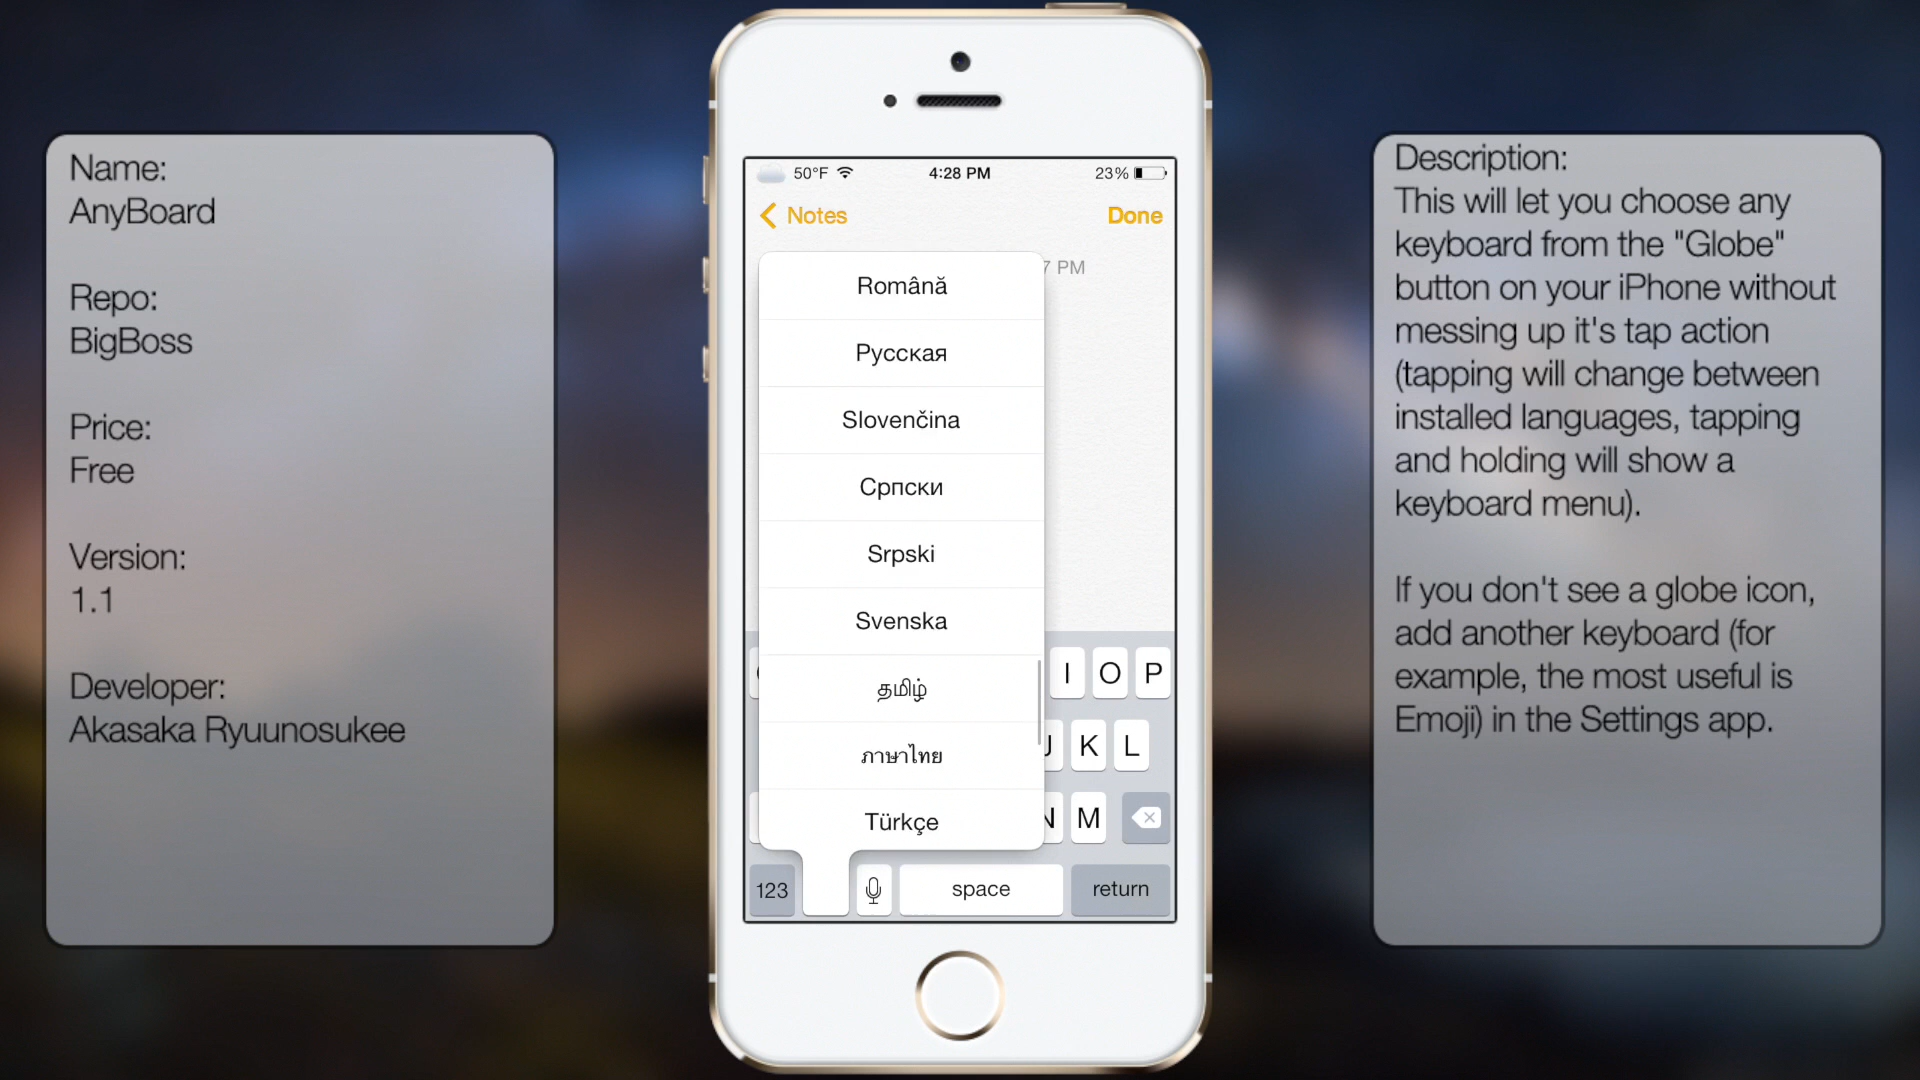 Name:
AnyBoard
Repo:
BigBoss
Price:
Free
Version:
1.1
Developer:
Akasaka Ryuunosukee
50°F
4:28 PM
23%
Notes
Done
7 PM
Română
Русская
Slovenčina
Српски
Srpski
Svenska
தமிழ்
ภาษาไทย
Türkçe
I O P
J K L
N M
123
space
return
Description:
This will let you choose any
keyboard from the "Globe"
button on your iPhone without
messing up it's tap action
(tapping will change between
installed languages, tapping
and holding will show a
keyboard menu).
If you don't see a globe icon,
add another keyboard (for
example, the most useful is
Emoji) in the Settings app.